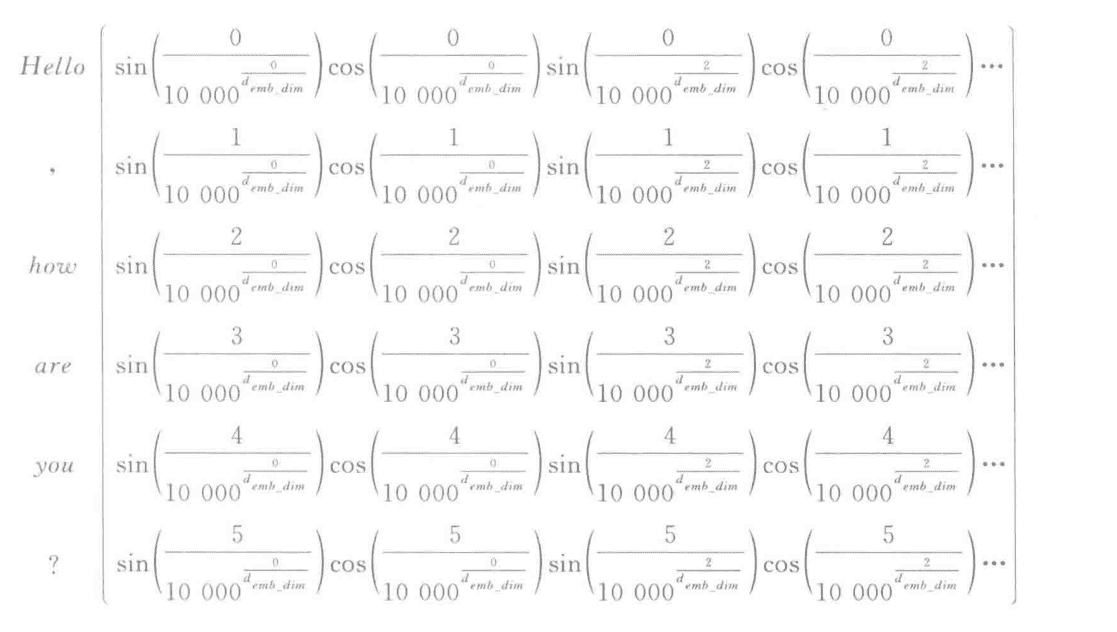 Hello sin(0 / 10 000^(0 / d_emb_dim)) cos(0 / 10 000^(0 / d_emb_dim)) sin(0 / 10 000^(2 / d_emb_dim)) cos(0 / 10 000^(2 / d_emb_dim)) ⋯
, sin(1 / 10 000^(0 / d_emb_dim)) cos(1 / 10 000^(0 / d_emb_dim)) sin(1 / 10 000^(2 / d_emb_dim)) cos(1 / 10 000^(2 / d_emb_dim)) ⋯
how sin(2 / 10 000^(0 / d_emb_dim)) cos(2 / 10 000^(0 / d_emb_dim)) sin(2 / 10 000^(2 / d_emb_dim)) cos(2 / 10 000^(2 / d_emb_dim)) ⋯
are sin(3 / 10 000^(0 / d_emb_dim)) cos(3 / 10 000^(0 / d_emb_dim)) sin(3 / 10 000^(2 / d_emb_dim)) cos(3 / 10 000^(2 / d_emb_dim)) ⋯
you sin(4 / 10 000^(0 / d_emb_dim)) cos(4 / 10 000^(0 / d_emb_dim)) sin(4 / 10 000^(2 / d_emb_dim)) cos(4 / 10 000^(2 / d_emb_dim)) ⋯
? sin(5 / 10 000^(0 / d_emb_dim)) cos(5 / 10 000^(0 / d_emb_dim)) sin(5 / 10 000^(2 / d_emb_dim)) cos(5 / 10 000^(2 / d_emb_dim)) ⋯